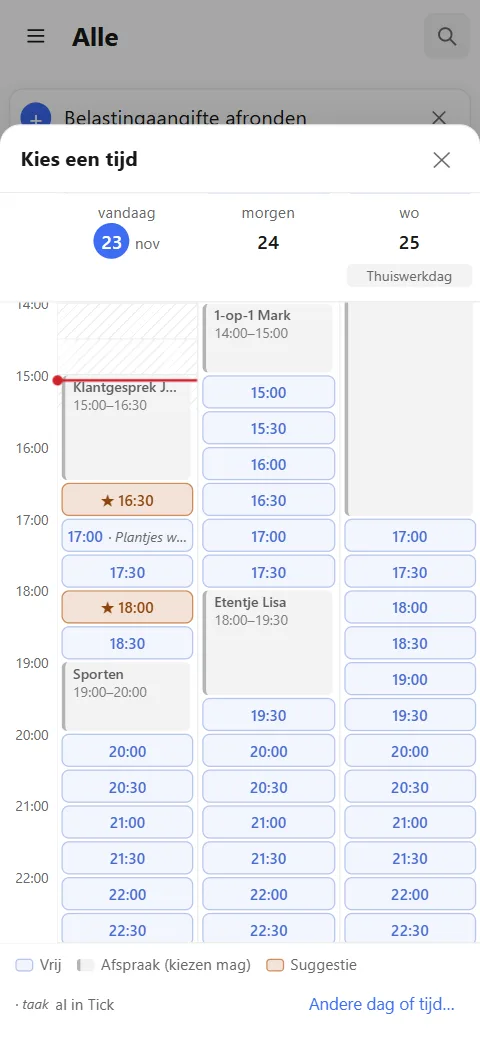 Alle
Belastingaangifte afronden
Kies een tijd
vandaag
23 nov
morgen
24
wo
25
Thuiswerkdag
14:00
15:00
16:00
17:00
18:00
19:00
20:00
21:00
22:00
Klantgesprek J...
15:00–16:30
★ 16:30
17:00 · Plantjes w...
17:30
★ 18:00
18:30
Sporten
19:00–20:00
20:00
20:30
21:00
21:30
22:00
22:30
1-op-1 Mark
14:00–15:00
15:00
15:30
16:00
16:30
17:00
17:30
Etentje Lisa
18:00–19:30
19:30
20:00
20:30
21:00
21:30
22:00
22:30
17:00
17:30
18:00
18:30
19:00
19:30
20:00
20:30
21:00
21:30
22:00
22:30
Vrij
Afspraak (kiezen mag)
Suggestie
· taak al in Tick
Andere dag of tijd...